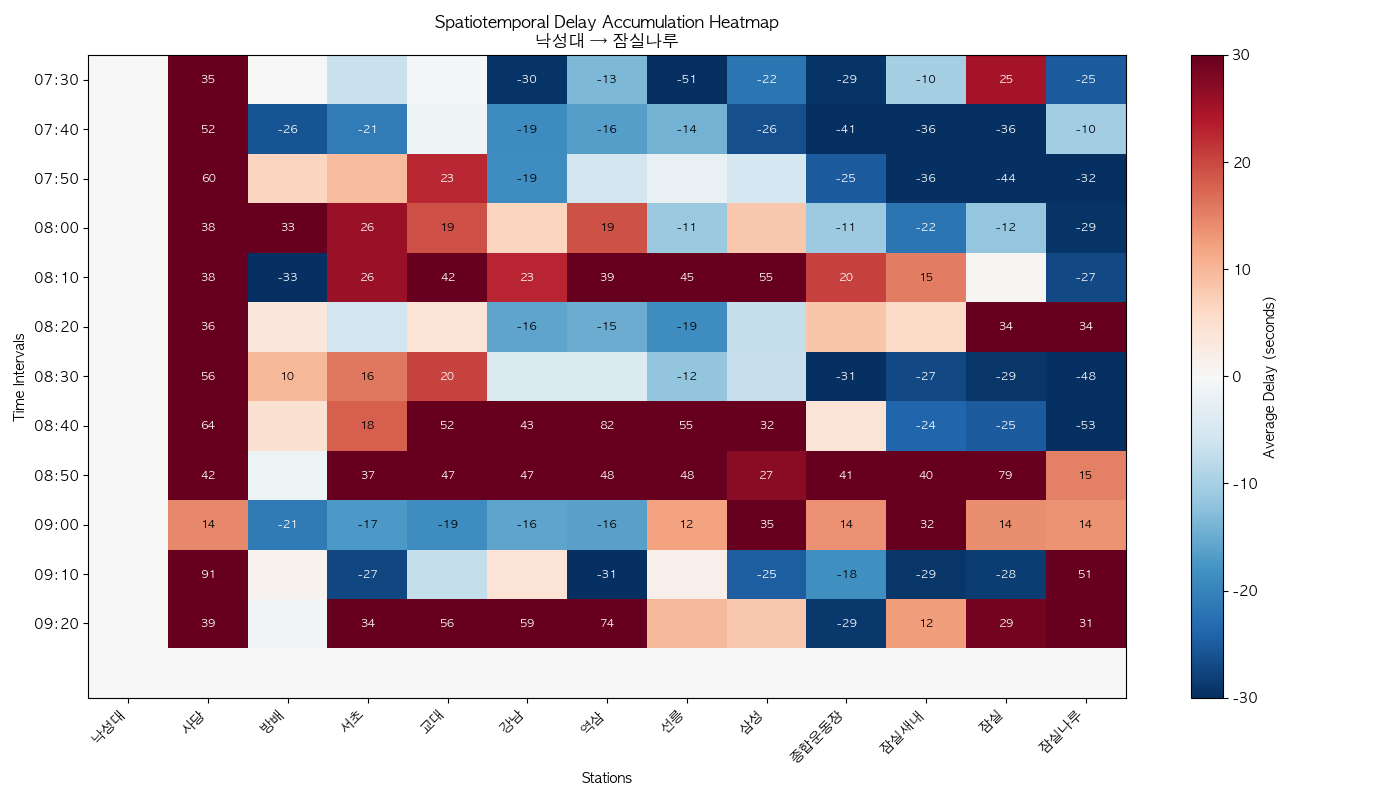 Spatiotemporal Delay Accumulation Heatmap
낙성대 → 잠실나루
07:30 35 -30 -13 -51 -22 -29 -10 25 -25
07:40 52 -26 -21 -19 -16 -14 -26 -41 -36 -36 -10
07:50 60 23 -19 -25 -36 -44 -32
08:00 38 33 26 19 19 -11 -11 -22 -12 -29
08:10 38 -33 26 42 23 39 45 55 20 15 -27
08:20 36 -16 -15 -19 34 34
08:30 56 10 16 20 -12 -31 -27 -29 -48
08:40 64 18 52 43 82 55 32 -24 -25 -53
08:50 42 37 47 47 48 48 27 41 40 79 15
09:00 14 -21 -17 -19 -16 -16 12 35 14 32 14 14
09:10 91 -27 -31 -25 -18 -29 -28 51
09:20 39 34 56 59 74 -29 12 29 31
낙성대 사당 방배 서초 교대 강남 역삼 선릉 삼성 종합운동장 잠실새내 잠실 잠실나루
Stations
Time Intervals
30
20
10
0
-10
-20
-30
Average Delay (seconds)